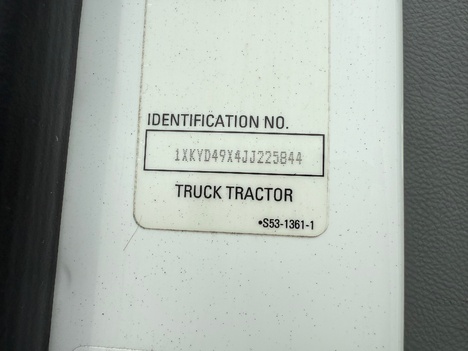 IDENTIFICATION NO.
1XKYD49X4JJ225844
TRUCK TRACTOR
•S53-1361-1